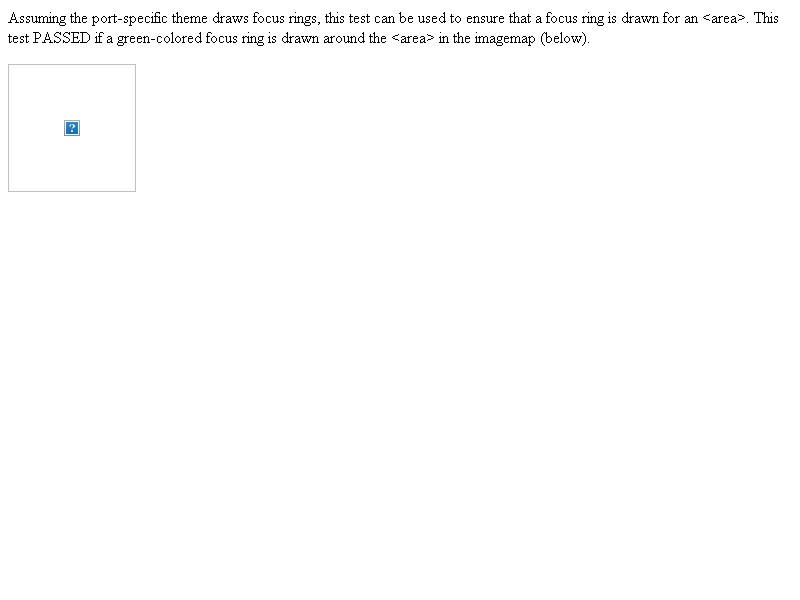 Assuming the port-specific theme draws focus rings, this test can be used to ensure that a focus ring is drawn for an <area>. This
test PASSED if a green-colored focus ring is drawn around the <area> in the imagemap (below).
?